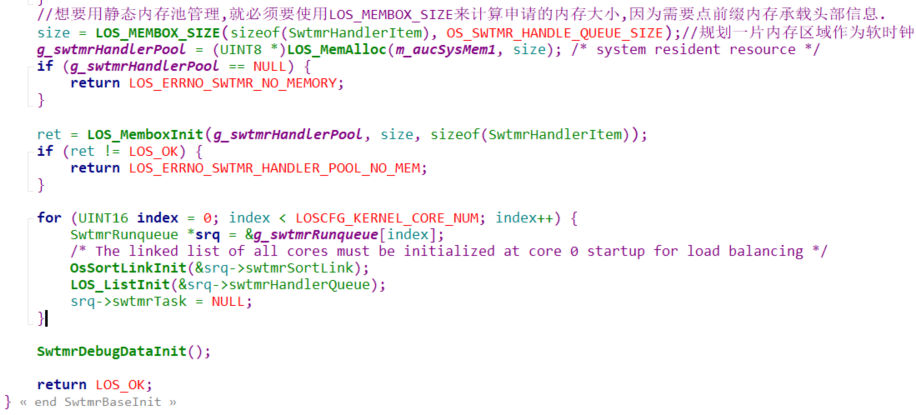 //想要用静态内存池管理,就必须要使用LOS_MEMBOX_SIZE来计算申请的内存大小,因为需要点前缀内存承载头部信息.
size = LOS_MEMBOX_SIZE(sizeof(SwtmrHandlerItem), OS_SWTMR_HANDLE_QUEUE_SIZE);//规划一片内存区域作为软时钟
g_swtmrHandlerPool = (UINT8 *)LOS_MemAlloc(m_aucSysMem1, size); /* system resident resource */
if (g_swtmrHandlerPool == NULL) {
return LOS_ERRNO_SWTMR_NO_MEMORY;
}
ret = LOS_MemboxInit(g_swtmrHandlerPool, size, sizeof(SwtmrHandlerItem));
if (ret != LOS_OK) {
return LOS_ERRNO_SWTMR_HANDLER_POOL_NO_MEM;
}
for (UINT16 index = 0; index < LOSCFG_KERNEL_CORE_NUM; index++) {
SwtmrRunqueue *srq = &g_swtmrRunqueue[index];
/* The linked list of all cores must be initialized at core 0 startup for load balancing */
OsSortLinkInit(&srq->swtmrSortLink);
LOS_ListInit(&srq->swtmrHandlerQueue);
srq->swtmrTask = NULL;
}
SwtmrDebugDataInit();
return LOS_OK;
} « end SwtmrBaseInit »